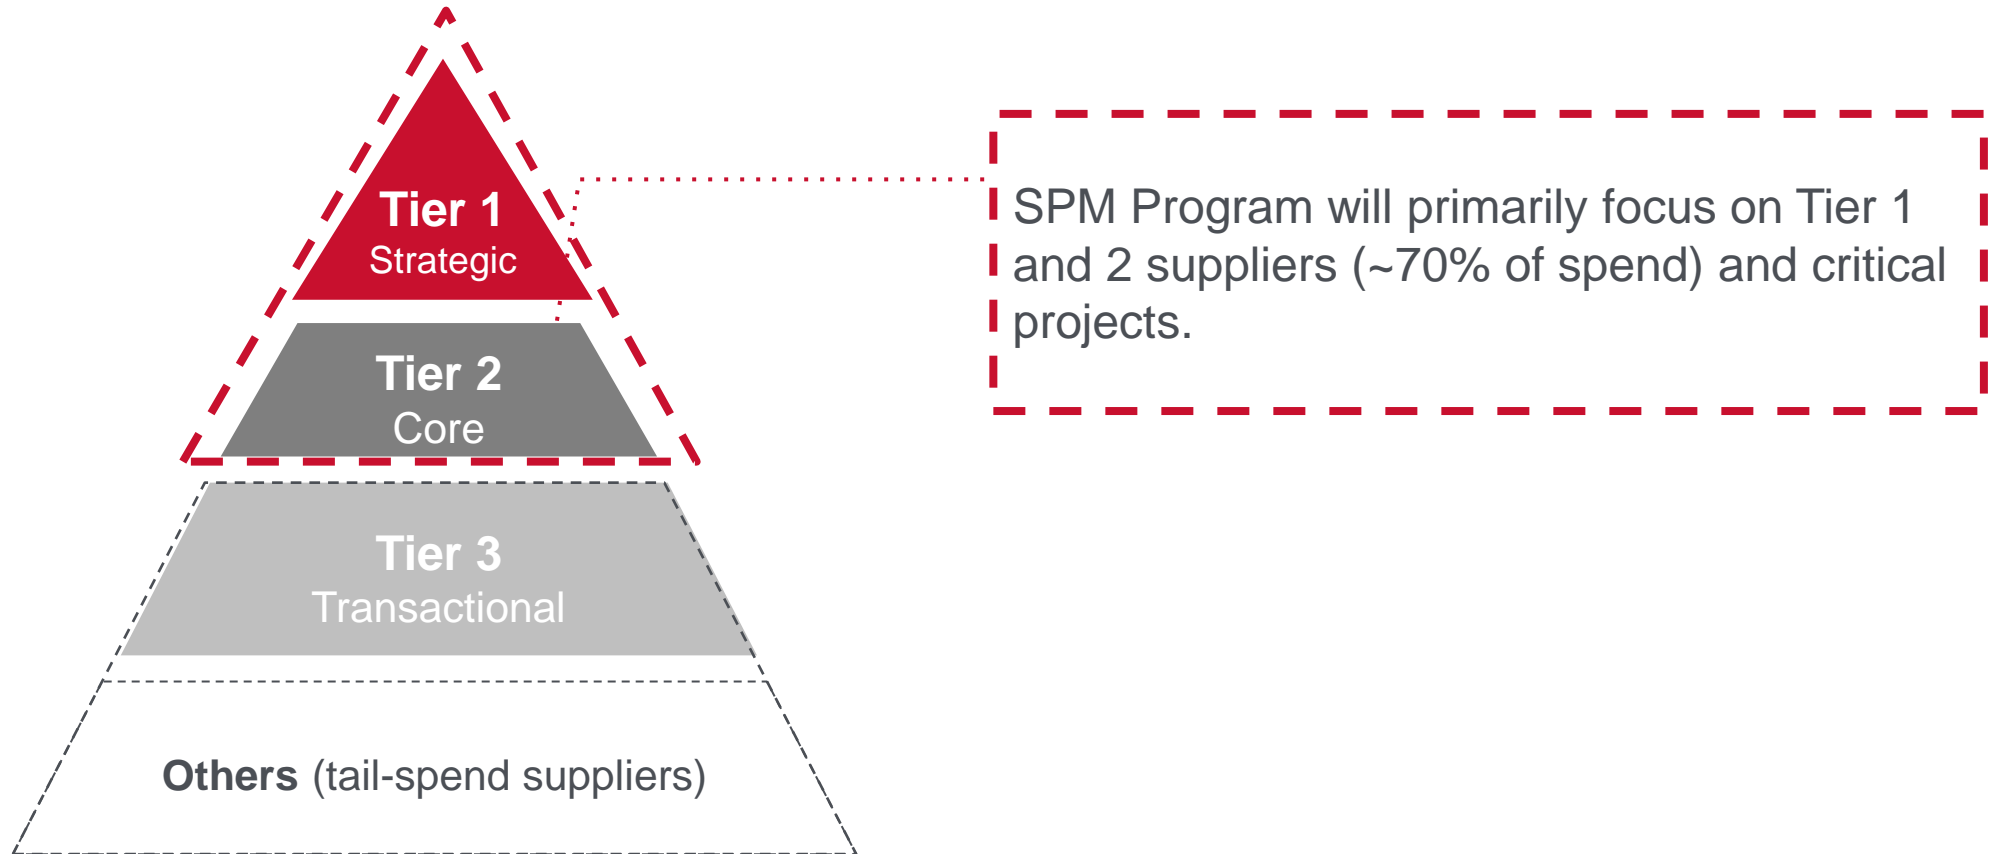 Tier 1
Strategic
SPM Program will primarily focus on Tier 1
and 2 suppliers (~70% of spend) and critical
projects.
Tier 2
Core
Tier 3
Transactional
Others (tail-spend suppliers)